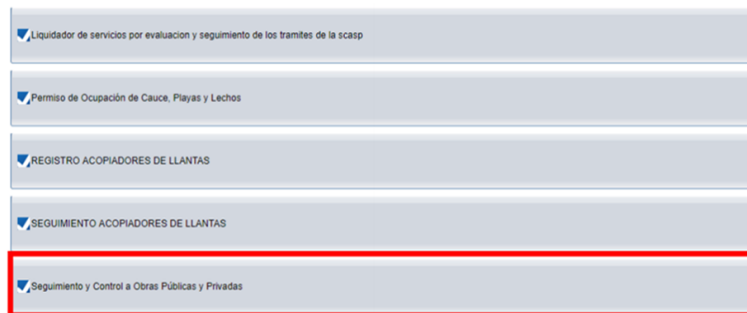 Liquidador de servicios por evaluacion y seguimiento de los tramites de la scasp
Permiso de Ocupación de Cauce, Playas y Lechos
REGISTRO ACOPIADORES DE LLANTAS
SEGUIMIENTO ACOPIADORES DE LLANTAS
Seguimiento y Control a Obras Públicas y Privadas